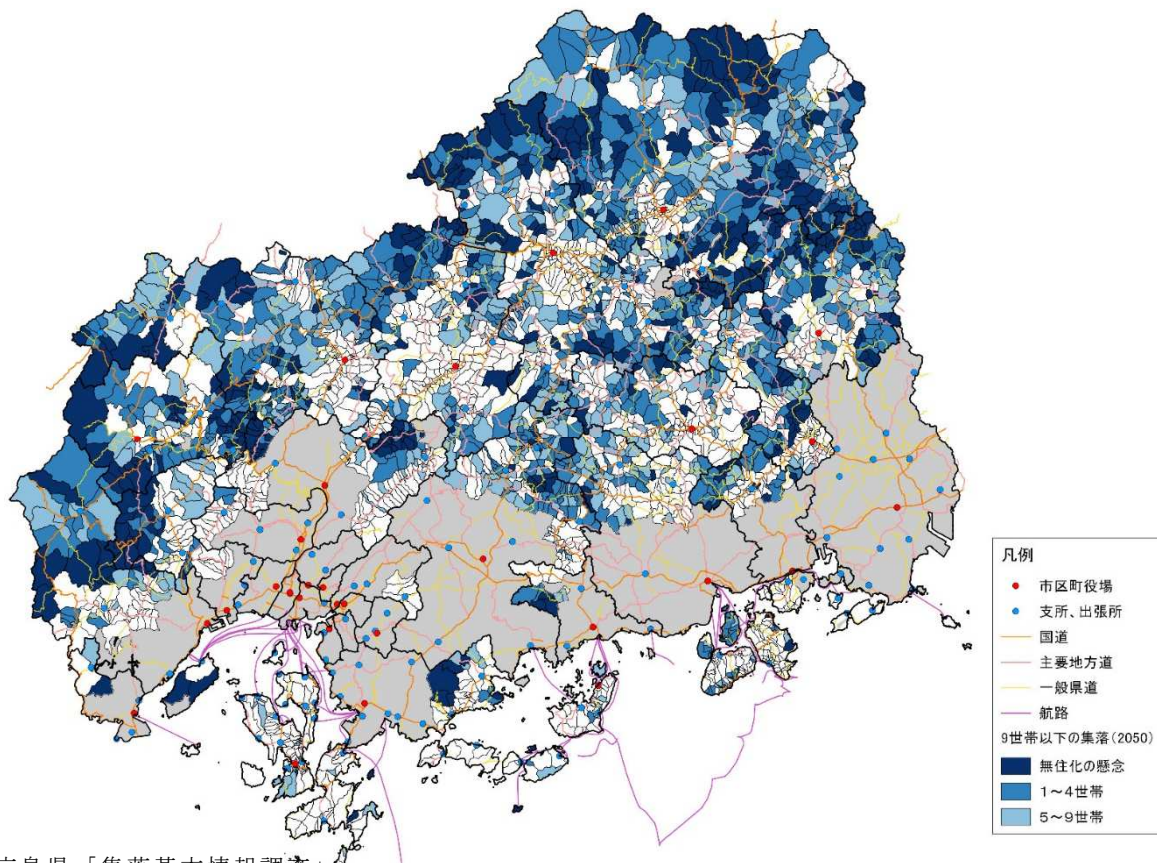 凡例
市区町役場
支所、出張所
国道
主要地方道
一般県道
航路
9世帯以下の集落(2050)
無住化の懸念
1～4世帯
5～9世帯
広島県「集落基本情報調査」